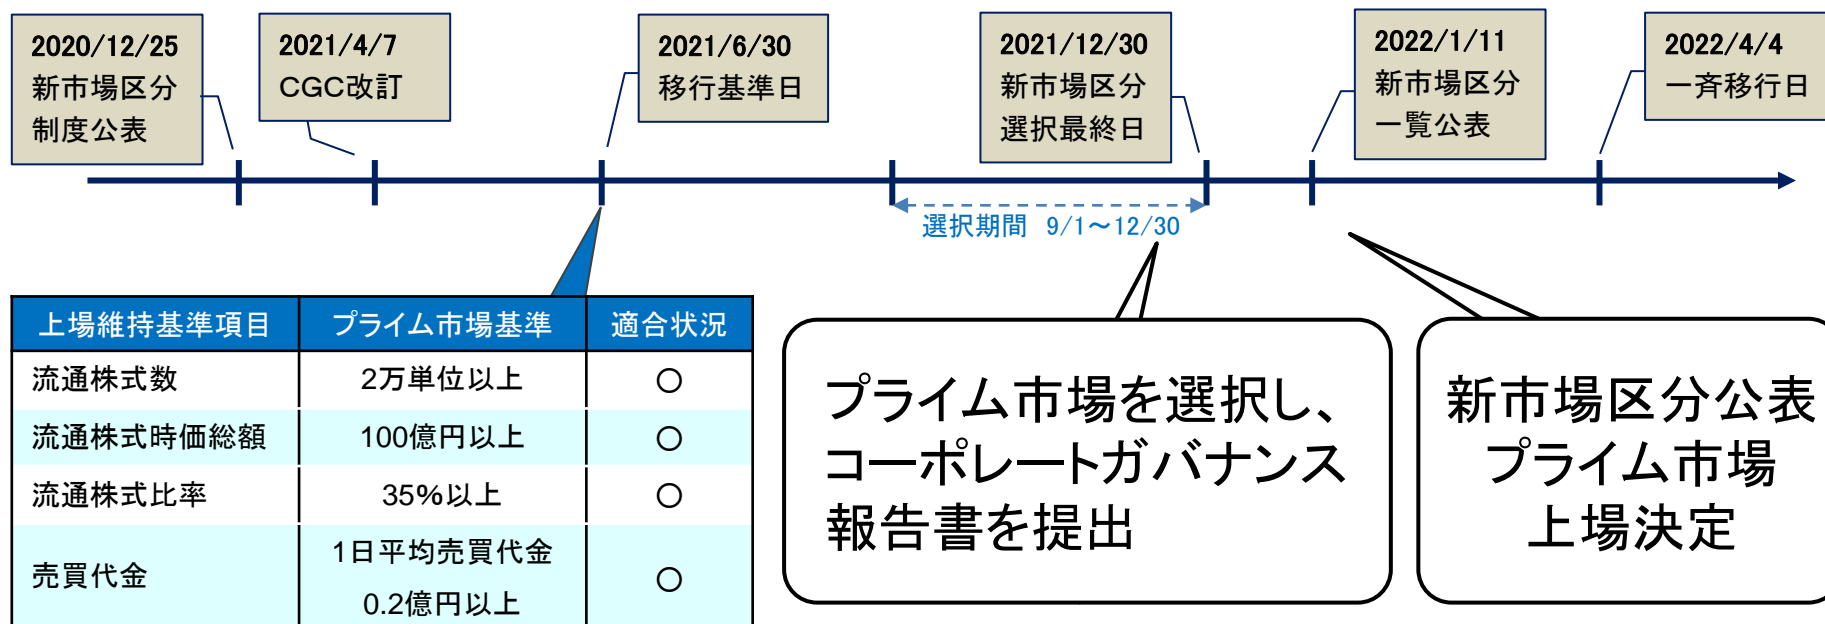 2020/12/25
新市場区分
制度公表
2021/4/7
CGC改訂
2021/6/30
移行基準日
2021/12/30
新市場区分
選択最終日
2022/1/11
新市場区分
一覧公表
2022/4/4
一斉移行日
選択期間 9/1～12/30
上場維持基準項目 プライム市場基準 適合状況
流通株式数 2万単位以上 〇
流通株式時価総額 100億円以上 〇
流通株式比率 35%以上 〇
売買代金 1日平均売買代金 〇
0.2億円以上
プライム市場を選択し、
コーポレートガバナンス
報告書を提出
新市場区分公表
プライム市場
上場決定